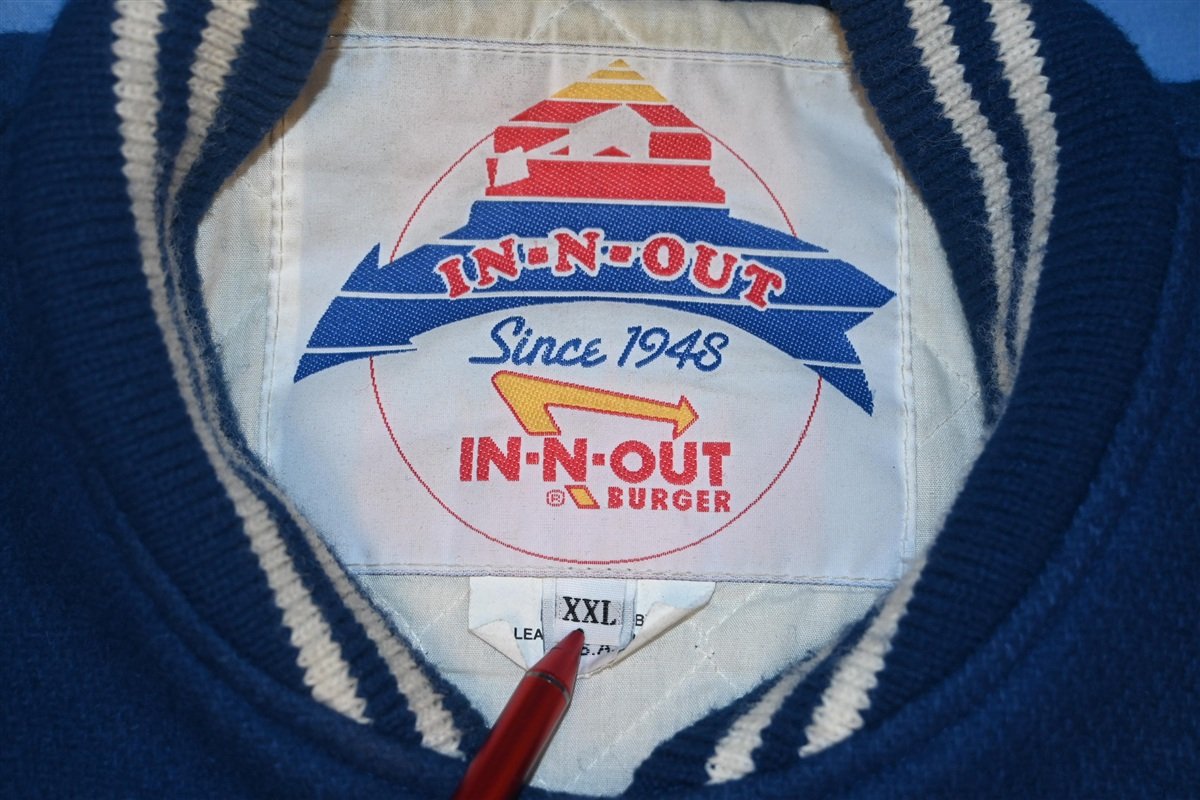 IN-N-OUT
Since 1948
IN-N-OUT
® BURGER
XXL